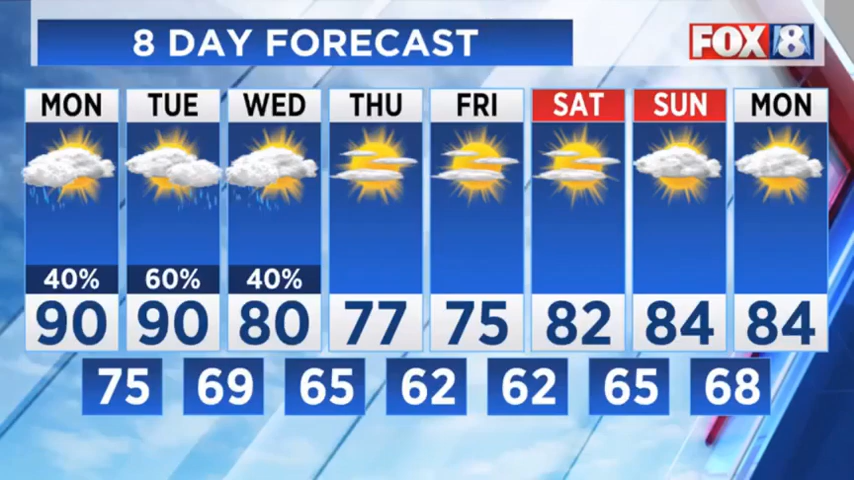 8 DAY FORECAST
FOX 8
MON TUE WED THU FRI SAT SUN MON
40% 60% 40%
90 90 80 77 75 82 84 84
75 69 65 62 62 65 68